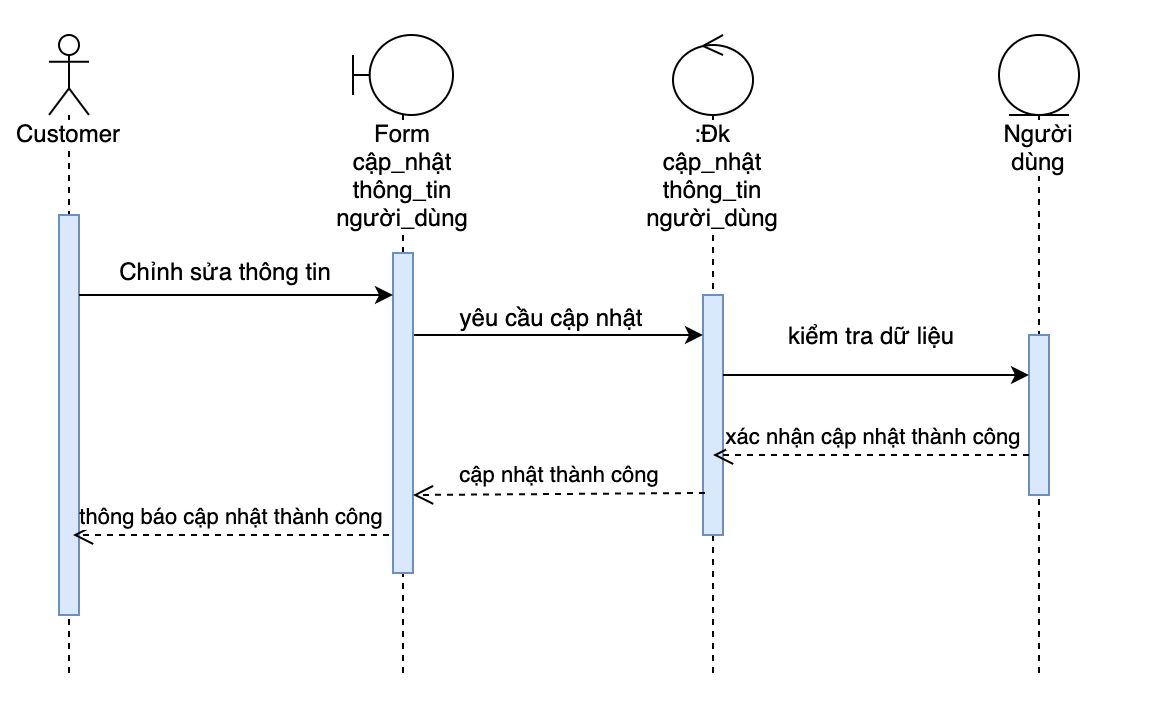 Customer
Form
cập_nhật
thông_tin
người_dùng
:Đk
cập_nhật
thông_tin
người_dùng
Người
dùng
Chỉnh sửa thông tin
yêu cầu cập nhật
kiểm tra dữ liệu
xác nhận cập nhật thành công
cập nhật thành công
thông báo cập nhật thành công